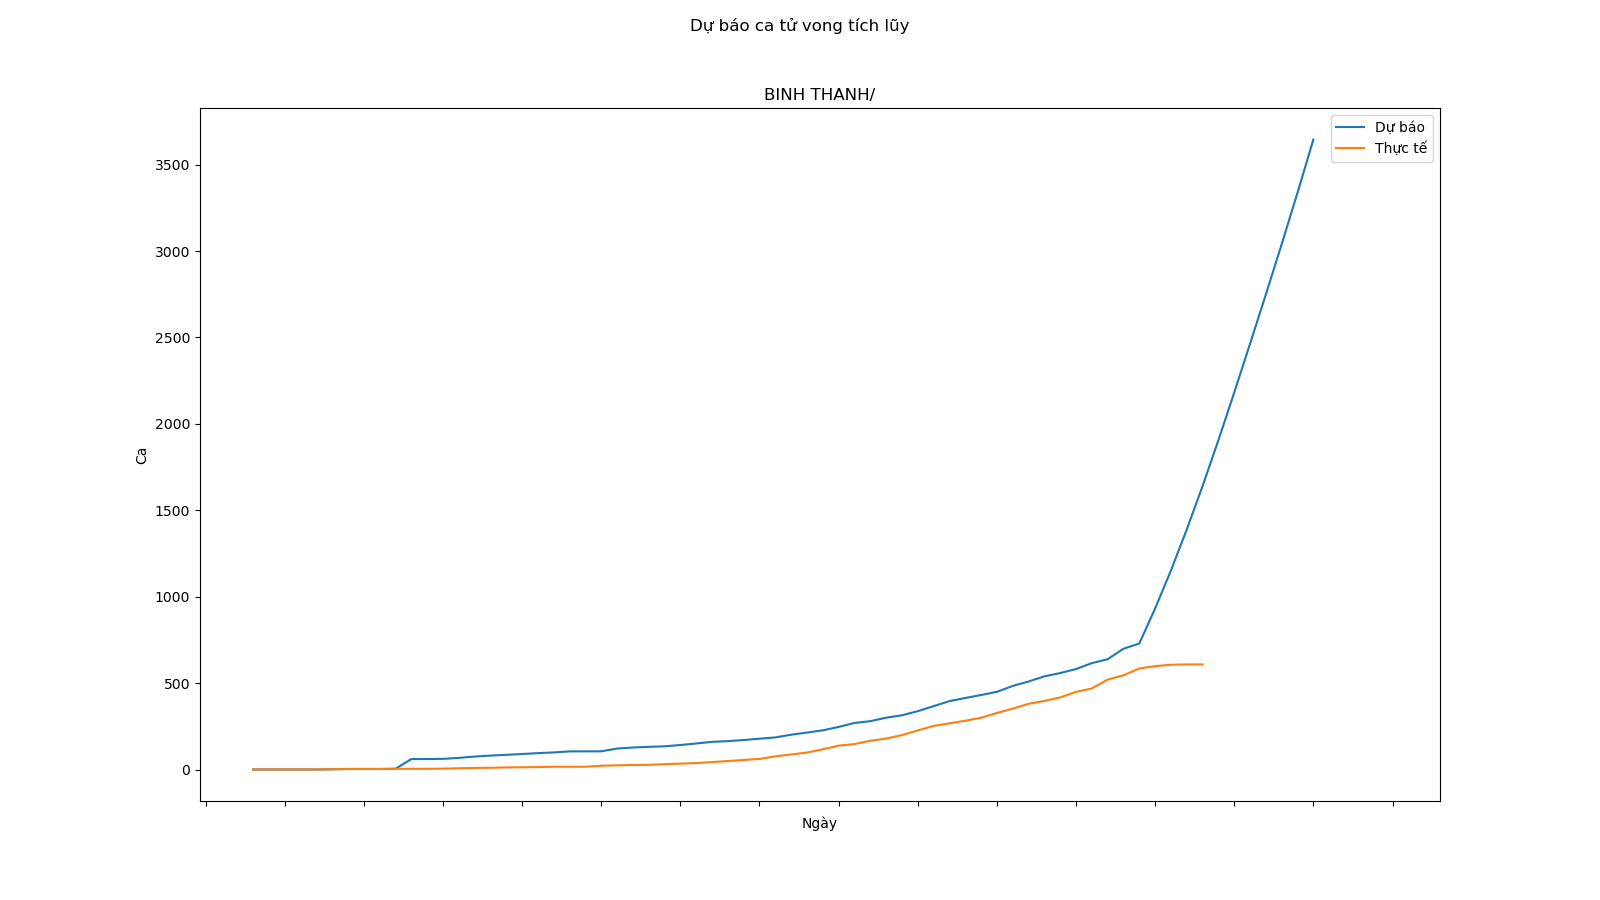 Dự báo ca tử vong tích lũy
BINH THANH/
Dự báo
Thực tế
3500
3000
2500
2000
1500
1000
500
0
Ca
Ngày